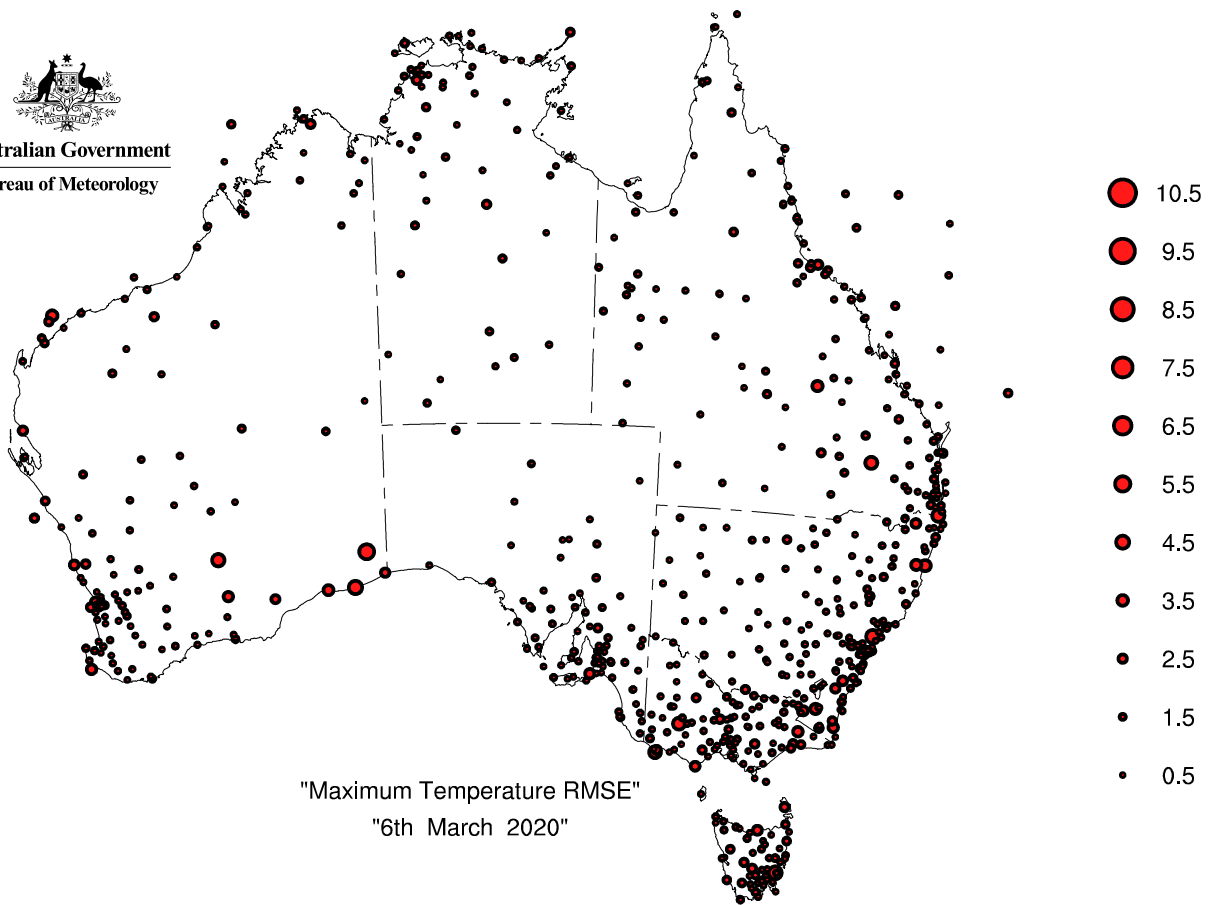 AUSTRALIA
tralian Government
reau of Meteorology
10.5
9.5
8.5
7.5
6.5
5.5
4.5
3.5
2.5
1.5
0.5
"Maximum Temperature RMSE"
"6th March 2020"